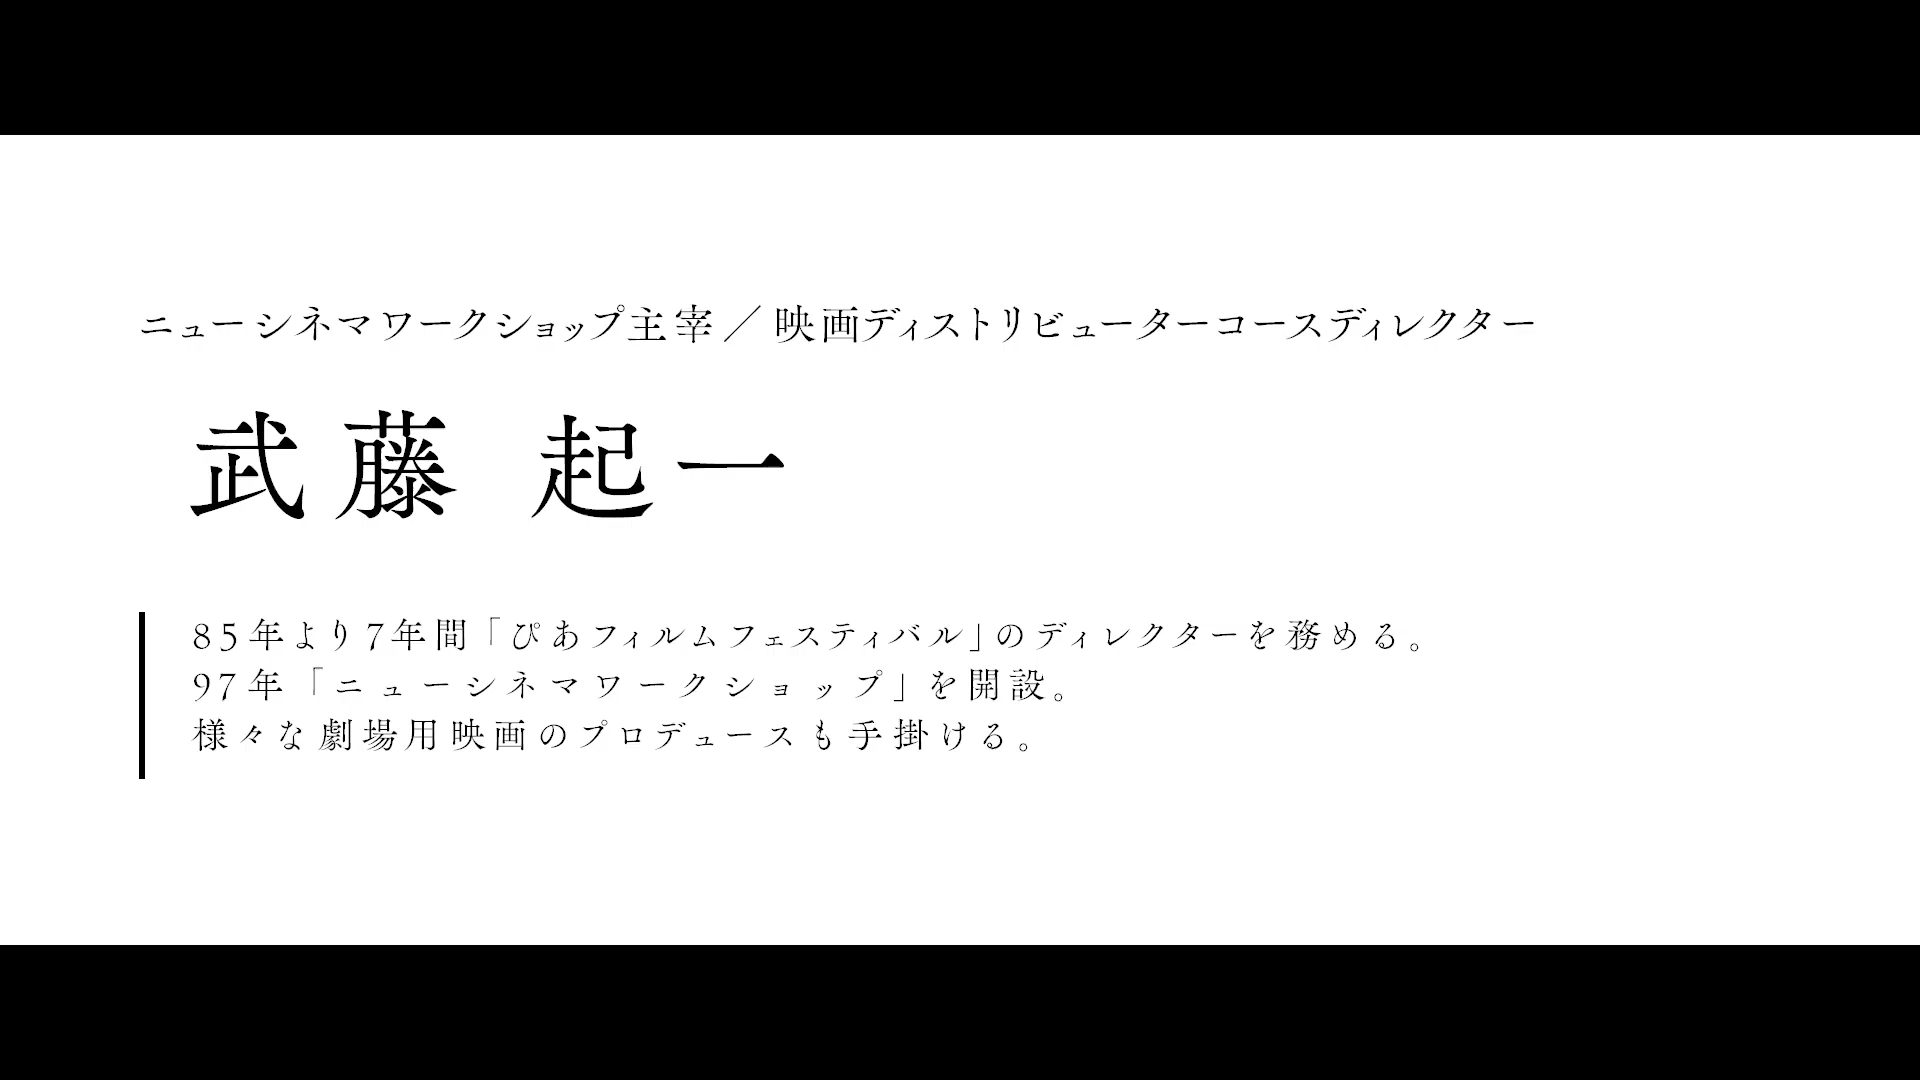 ニューシネマワークショップ主宰／映画ディストリビューターコースディレクター
武藤 起一
85年より7年間「ぴあフィルムフェスティバル」のディレクターを務める。
97年「ニューシネマワークショップ」を開設。
様々な劇場用映画のプロデュースも手掛ける。